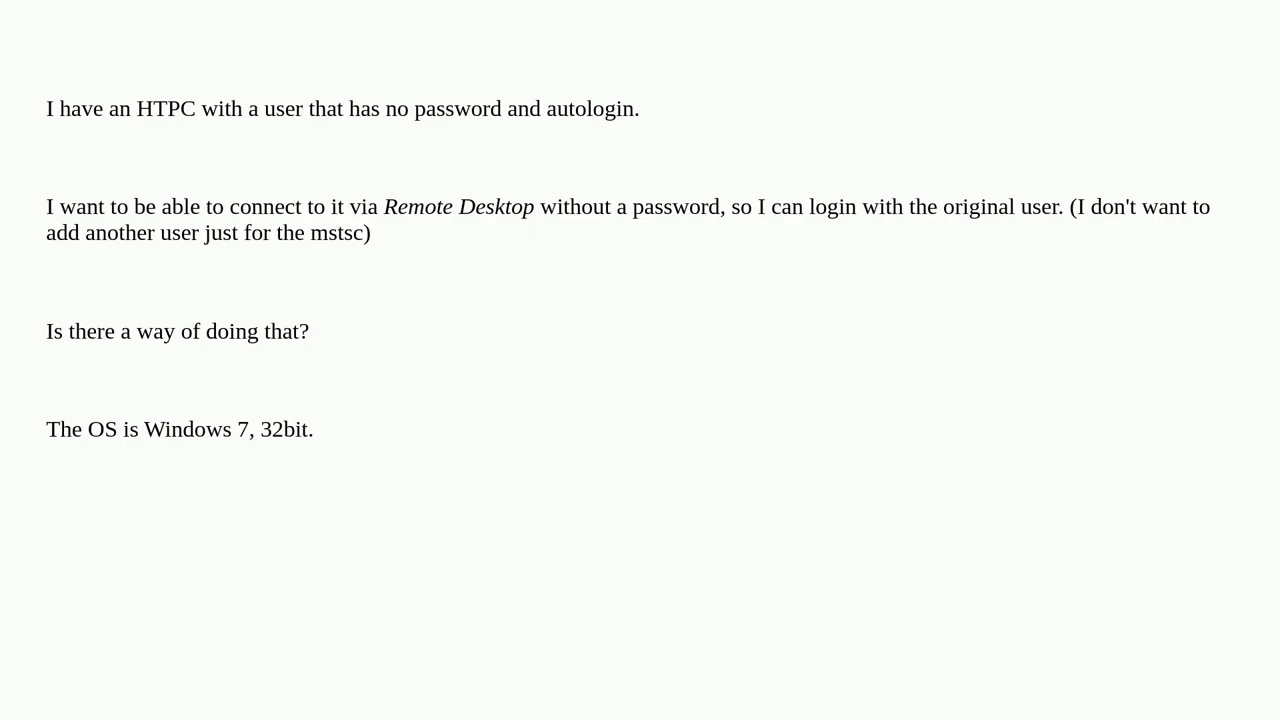 I have an HTPC with a user that has no password and autologin.
I want to be able to connect to it via Remote Desktop without a password, so I can login with the original user. (I don't want to
add another user just for the mstsc)
Is there a way of doing that?
The OS is Windows 7, 32bit.